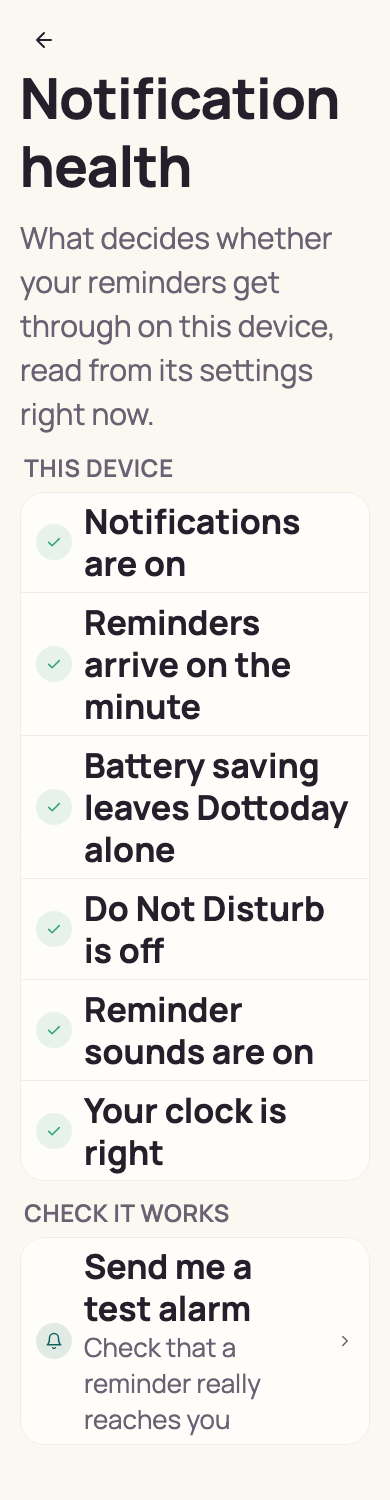 Notification
health
What decides whether
your reminders get
through on this device,
read from its settings
right now.
THIS DEVICE
Notifications
are on
Reminders
arrive on the
minute
Battery saving
leaves Dottoday
alone
Do Not Disturb
is off
Reminder
sounds are on
Your clock is
right
CHECK IT WORKS
Send me a
test alarm
Check that a
reminder really
reaches you